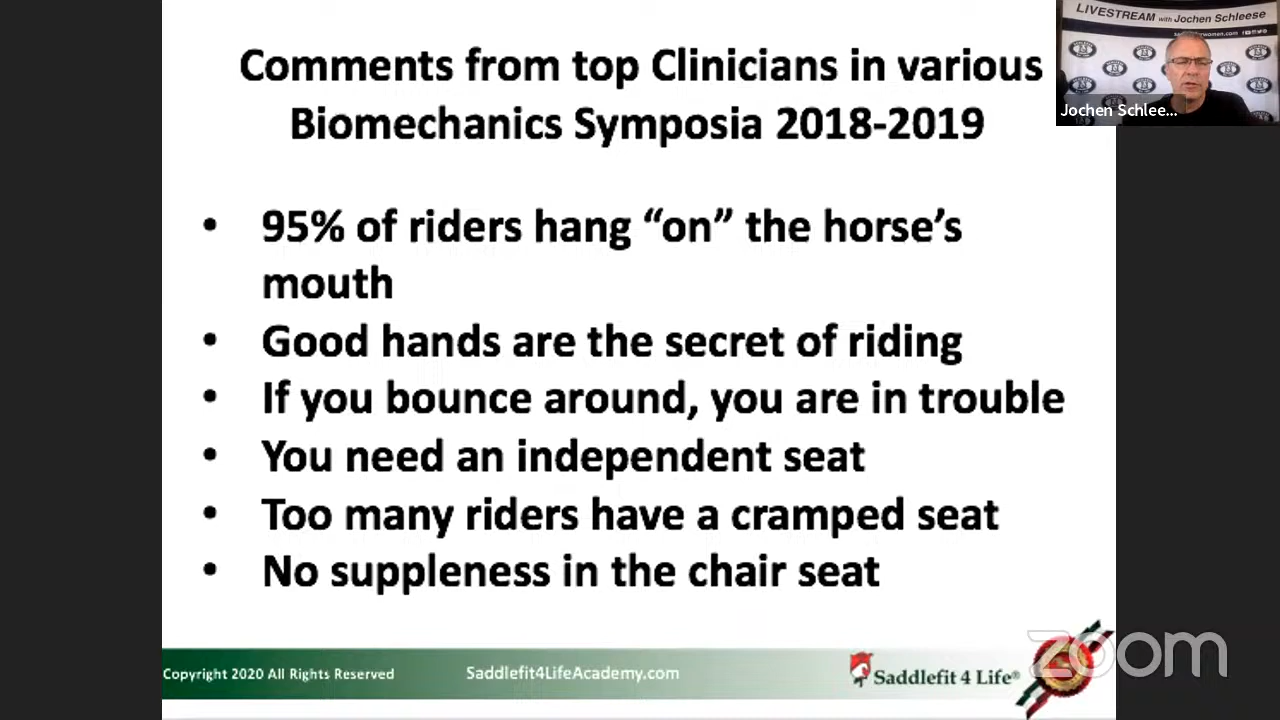 LIVESTREAM with Jochen Schleese
Jochen Schlee...
Comments from top Clinicians in various
Biomechanics Symposia 2018-2019
• 95% of riders hang “on” the horse’s
mouth
• Good hands are the secret of riding
• If you bounce around, you are in trouble
• You need an independent seat
• Too many riders have a cramped seat
• No suppleness in the chair seat
Copyright 2020 All Rights Reserved
Saddlefit4LifeAcademy.com
Saddlefit 4 Life®
zoom